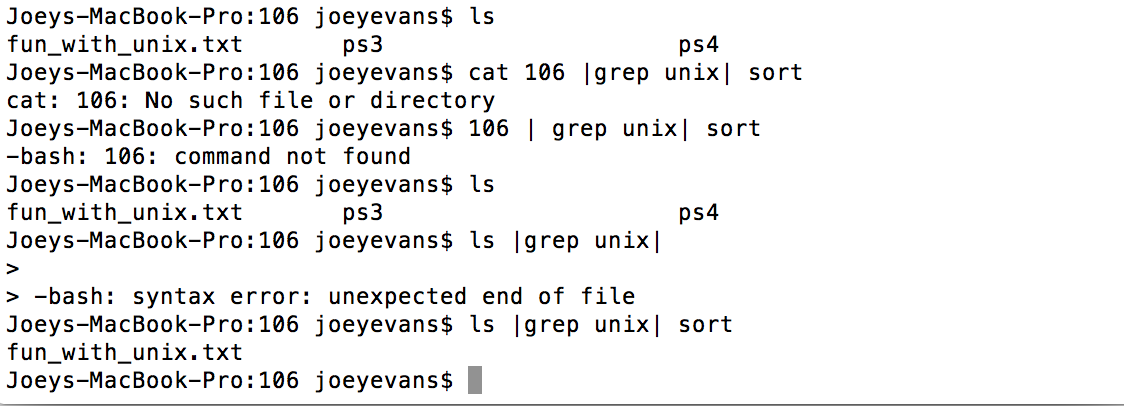 Joeys-MacBook-Pro:106 joeyevans$ ls
fun_with_unix.txt       ps3                     ps4
Joeys-MacBook-Pro:106 joeyevans$ cat 106 |grep unix| sort
cat: 106: No such file or directory
Joeys-MacBook-Pro:106 joeyevans$ 106 | grep unix| sort
-bash: 106: command not found
Joeys-MacBook-Pro:106 joeyevans$ ls
fun_with_unix.txt       ps3                     ps4
Joeys-MacBook-Pro:106 joeyevans$ ls |grep unix|
>
> -bash: syntax error: unexpected end of file
Joeys-MacBook-Pro:106 joeyevans$ ls |grep unix| sort
fun_with_unix.txt
Joeys-MacBook-Pro:106 joeyevans$